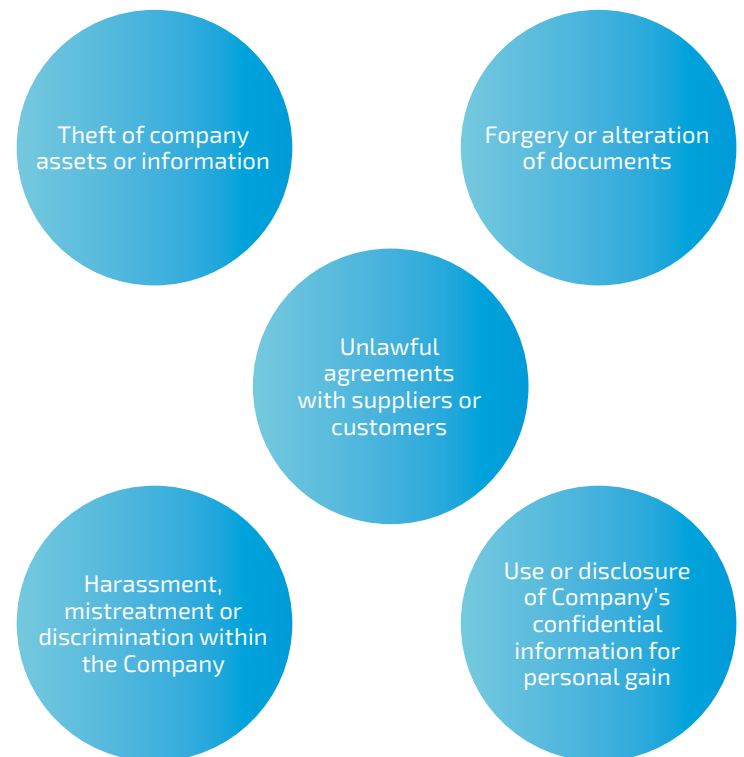 Theft of company
assets or information
Forgery or alteration
of documents
Unlawful
agreements
with suppliers or
customers
Harassment,
mistreatment or
discrimination within
the Company
Use or disclosure
of Company’s
confidential
information for
personal gain